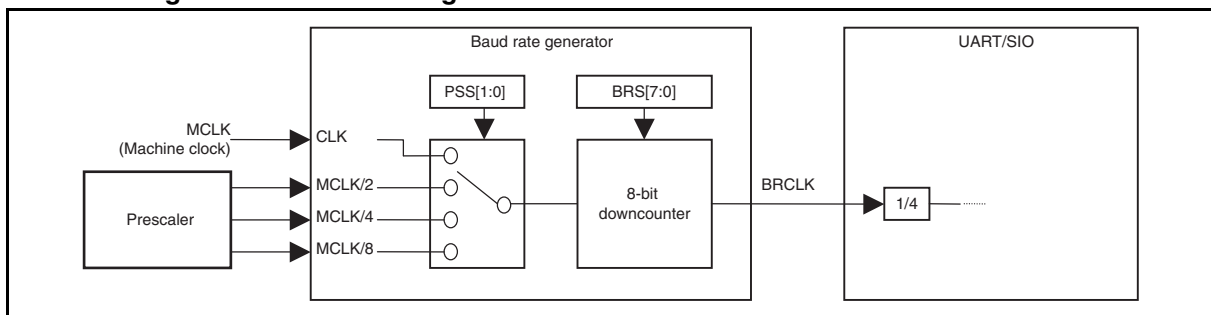 Baud rate generator
UART/SIO
PSS[1:0]
BRS[7:0]
MCLK
(Machine clock)
CLK
MCLK/2
MCLK/4
MCLK/8
Prescaler
8-bit
downcounter
BRCLK
1/4